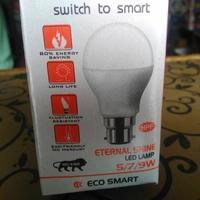 switch to smart
80% ENERGY
SAVING
LONG LIFE
FLUCTUATION
RESISTANT
ECO-FRIENDLY NO
MERCURY
ETERNAL SHINE
LED LAMP
5/7/9W
ECO SMART